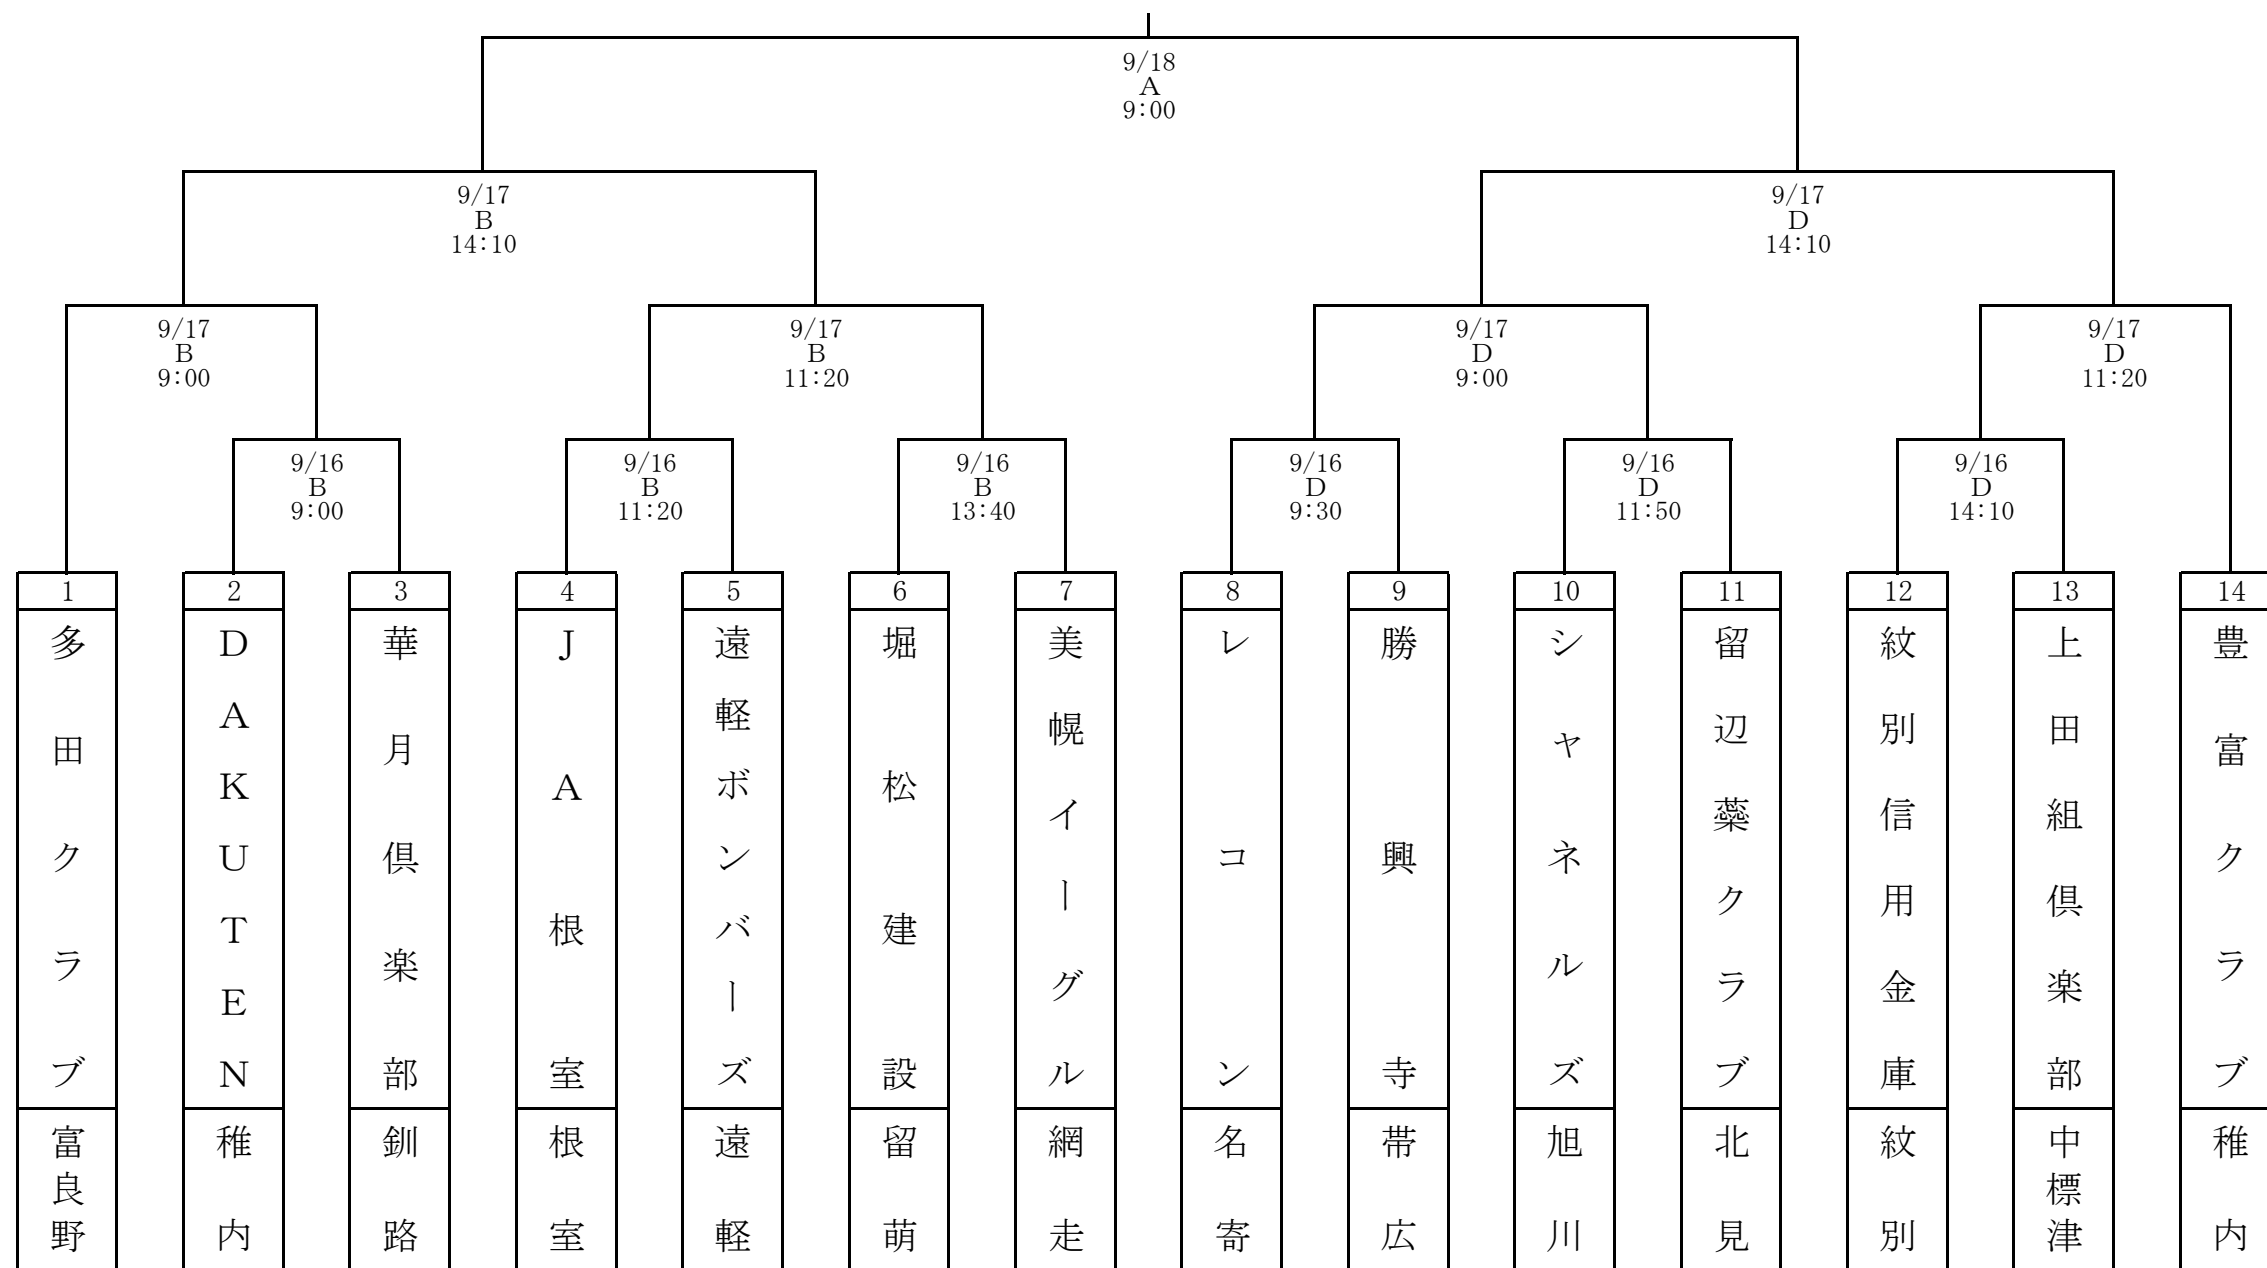 9/18
A
9:00
9/17
B
14:10
9/17
D
14:10
9/17
B
9:00
9/17
B
11:20
9/17
D
9:00
9/17
D
11:20
9/16
B
9:00
9/16
B
11:20
9/16
B
13:40
9/16
D
9:30
9/16
D
11:50
9/16
D
14:10
1
多田クラブ
富良野
2
DAKUTEN
稚内
3
華月倶楽部
釧路
4
JA根室
根室
5
遠軽ボンバーズ
遠軽
6
堀松建設
留萌
7
美幌イーグル
網走
8
レコン
名寄
9
勝興寺
帯広
10
シャネルズ
旭川
11
留辺蘂クラブ
北見
12
紋別信用金庫
紋別
13
上田組倶楽部
中標津
14
豊富クラブ
稚内